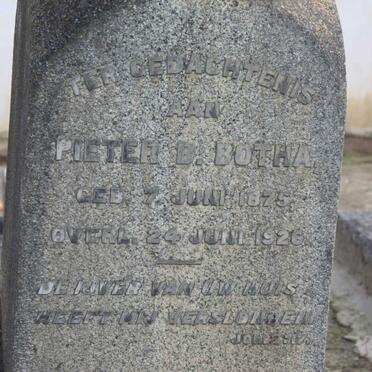 TER GEDACHTENIS
AAN
PIETER B. BOTHA,
GEB. 7. JUNI 1875.
OVERL. 24 JUNI 1926.
DE IJVER VAN UW HUIS
HEEFT MIJ VERSLONDEN
JOH. 2:17.